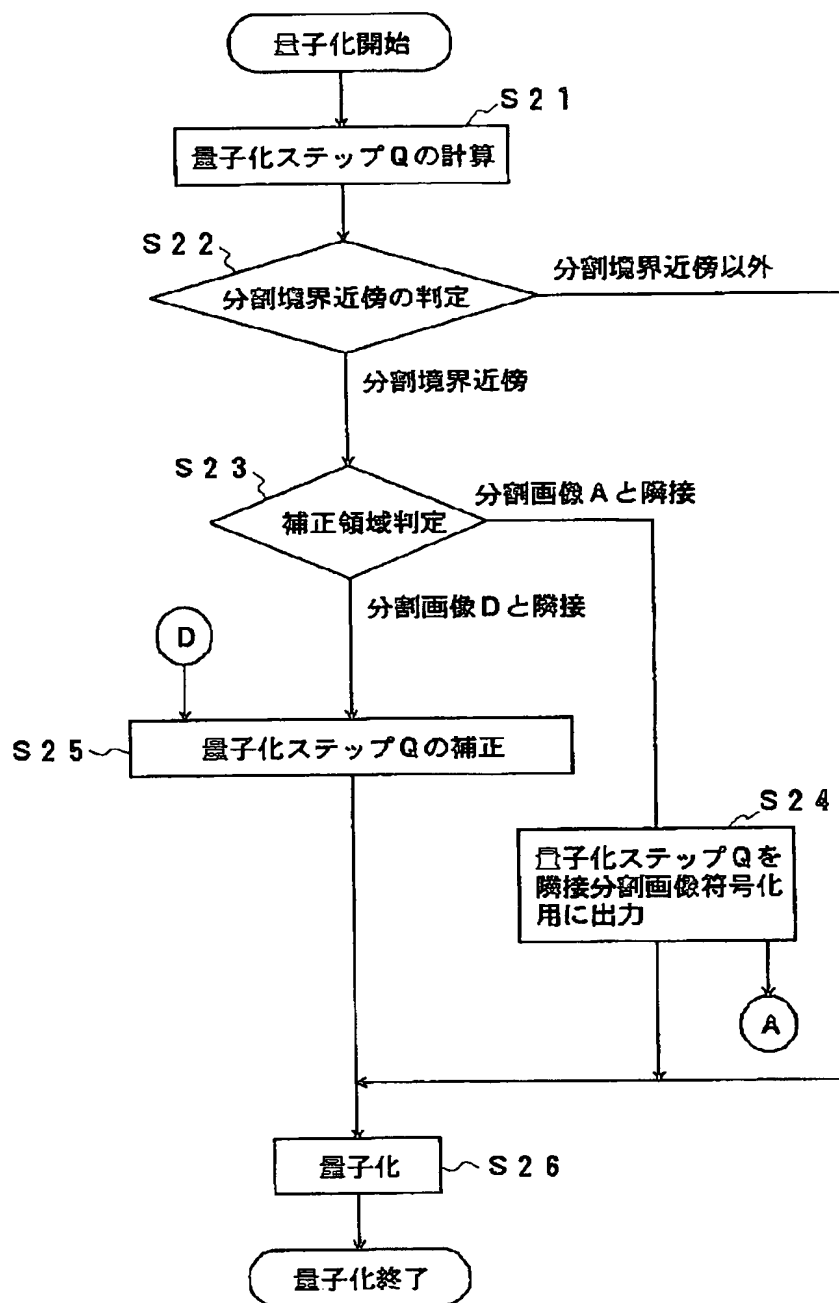 量子化開始
S21
量子化ステップQの計算
S22
分割境界近傍の判定
分割境界近傍以外
分割境界近傍
S23
補正領域判定
分割画像Aと隣接
分割画像Dと隣接
D
S25
量子化ステップQの補正
S24
量子化ステップQを
隣接分割画像符号化
用に出力
A
量子化
S26
量子化終了